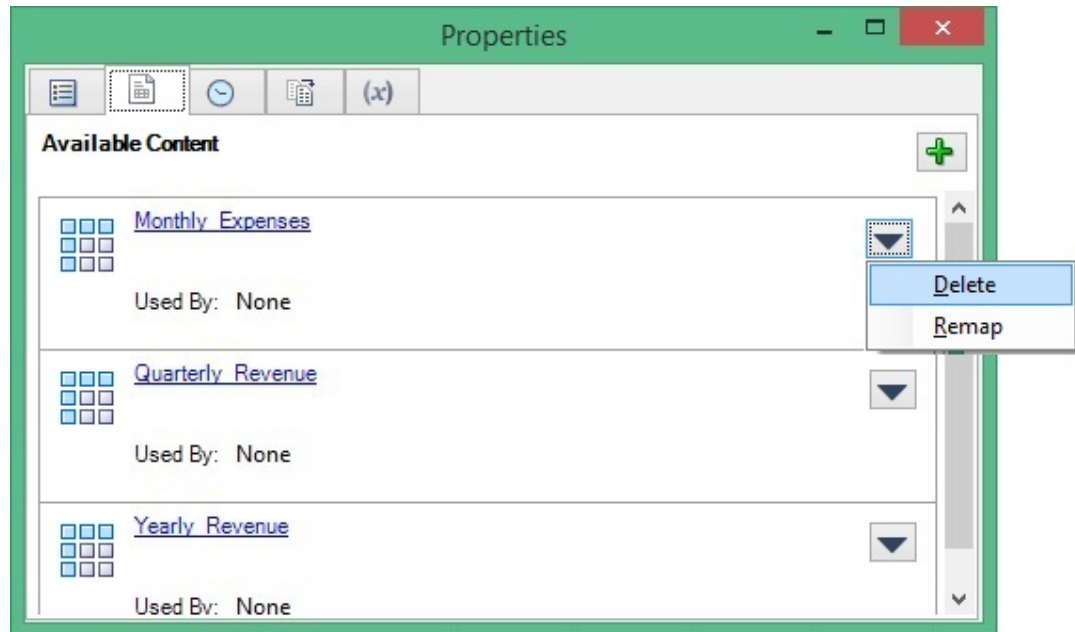 Properties
(x)
Available Content
Monthly_Expenses
Used By: None
Delete
Remap
Quarterly_Revenue
Used By: None
Yearly_Revenue
Used By: None